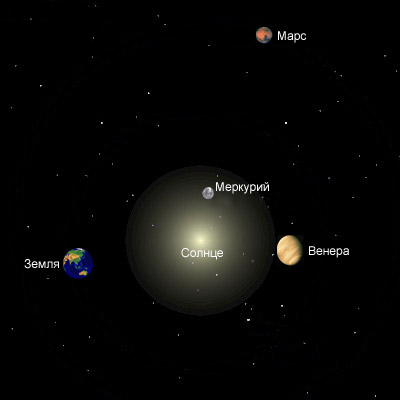 Марс
Меркурий
Солнце
Венера
Земля